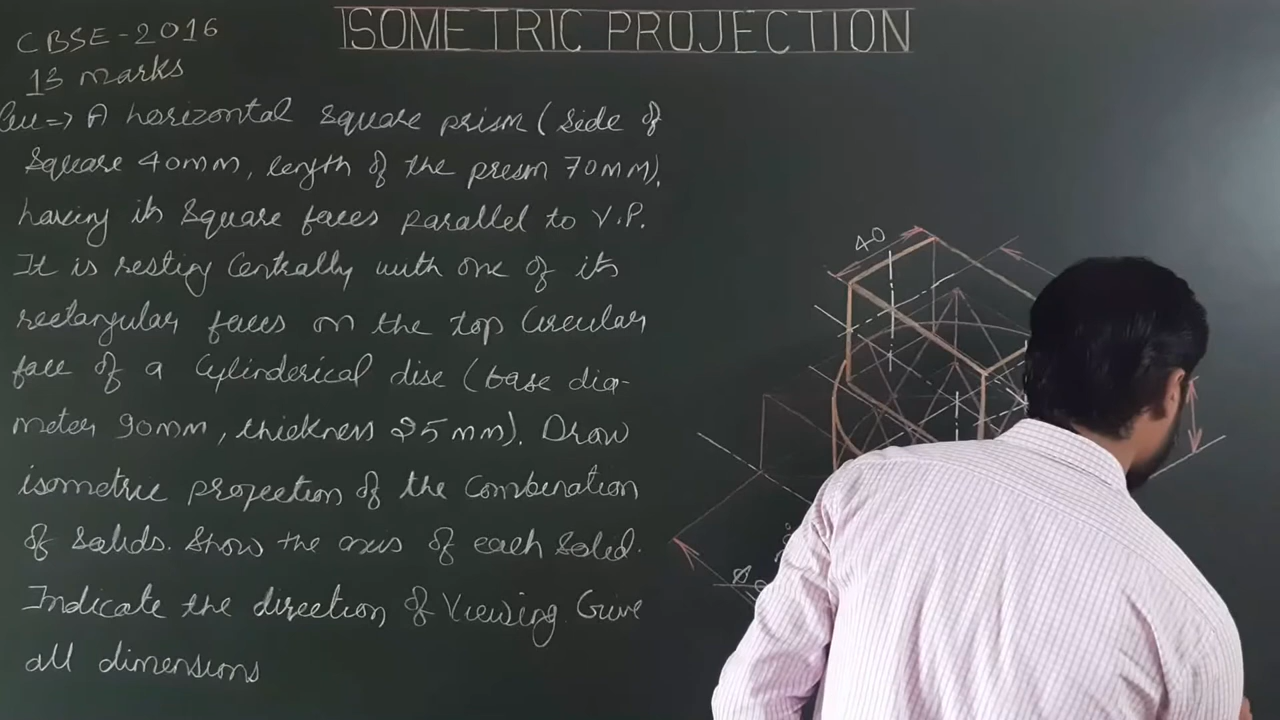 ISOMETRIC PROJECTION
CBSE-2016
13 marks
Que=> A horizontal square prism (side of
Square 40mm, length of the presm 70MM),
having its square faces parallel to V.P.
It is resting Centrally with one of its
rectangular faces on the top Circular
face of a Cylinderical disc (base dia-
meter 90mm, thickness 25mm). Draw
isometric projection of the Combination
of Solids. Show the axis of each Solid.
Indicate the direction of Viewing. Give
all dimensions
40